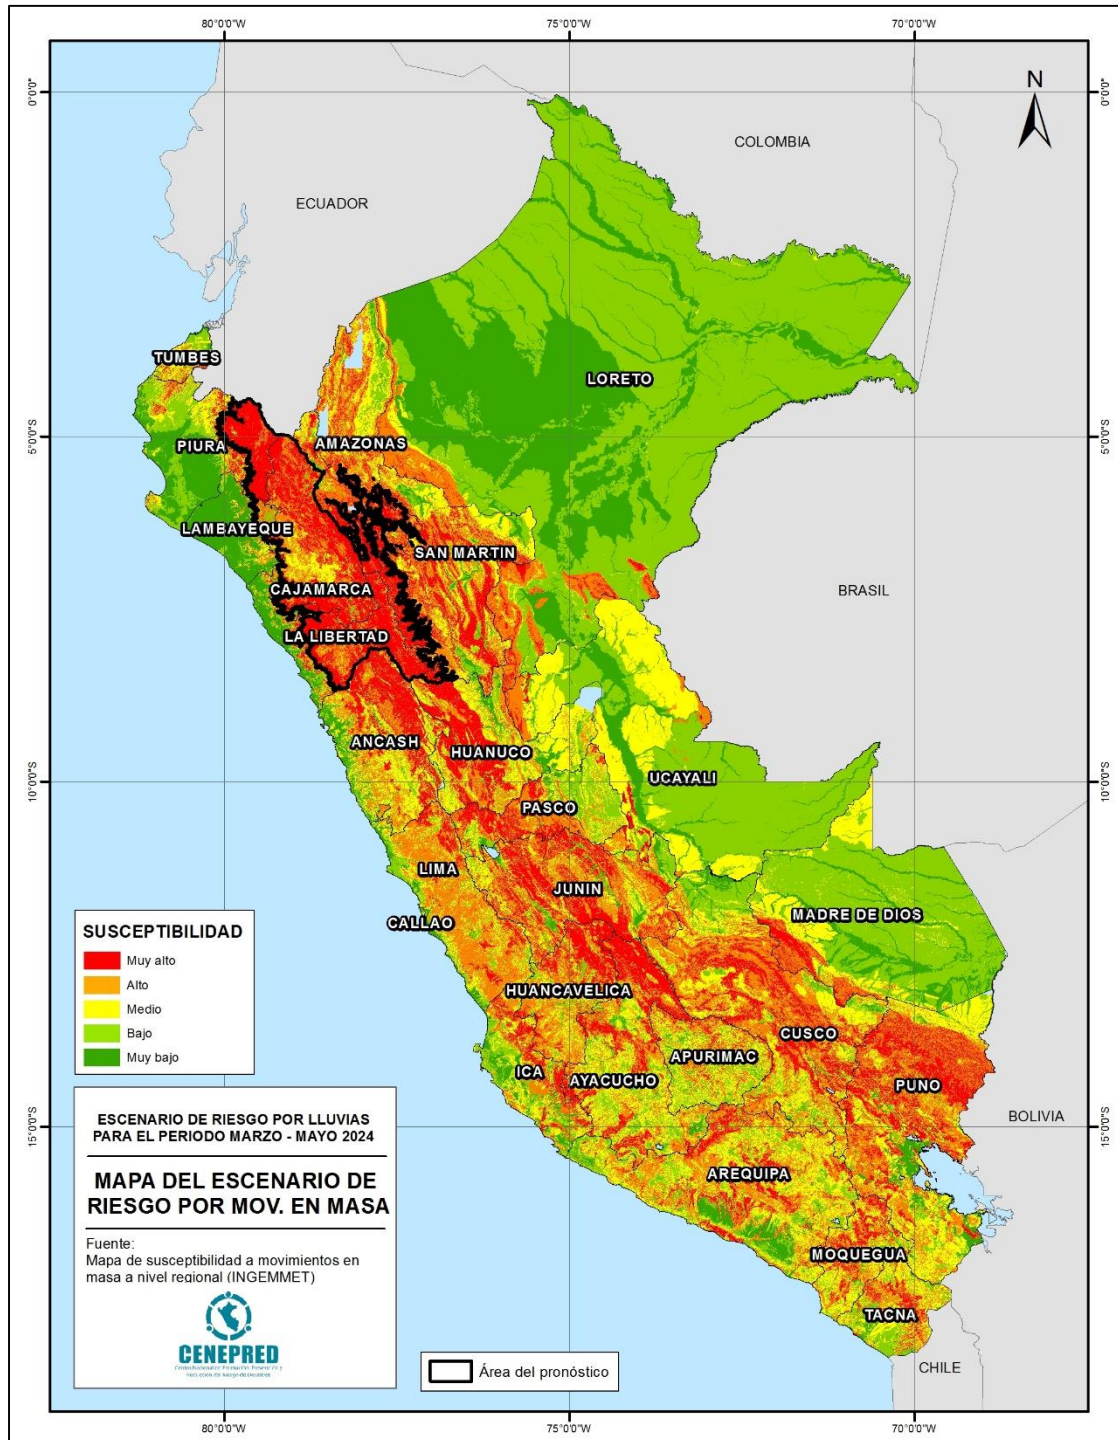 80°0'0"W
75°0'0"W
70°0'0"W
0°0'0"
0°0'0"
N
COLOMBIA
ECUADOR
TUMBES
LORETO
5°0'0"S
5°0'0"S
PIURA
AMAZONAS
LAMBAYEQUE
SAN MARTIN
CAJAMARCA
BRASIL
LA LIBERTAD
ANCASH
HUANUCO
10°0'0"S
10°0'0"S
UCAYALI
PASCO
LIMA
JUNIN
CALLAO
MADRE DE DIOS
HUANCAVELICA
CUSCO
APURIMAC
ICA
AYACUCHO
PUNO
15°0'0"S
15°0'0"S
BOLIVIA
AREQUIPA
MOQUEGUA
TACNA
CHILE
SUSCEPTIBILIDAD
Muy alto
Alto
Medio
Bajo
Muy bajo
ESCENARIO DE RIESGO POR LLUVIAS
PARA EL PERIODO MARZO - MAYO 2024
MAPA DEL ESCENARIO DE
RIESGO POR MOV. EN MASA
Fuente:
Mapa de susceptibilidad a movimientos en
masa a nivel regional (INGEMMET)
CENEPRED
Área del pronóstico
80°0'0"W
75°0'0"W
70°0'0"W